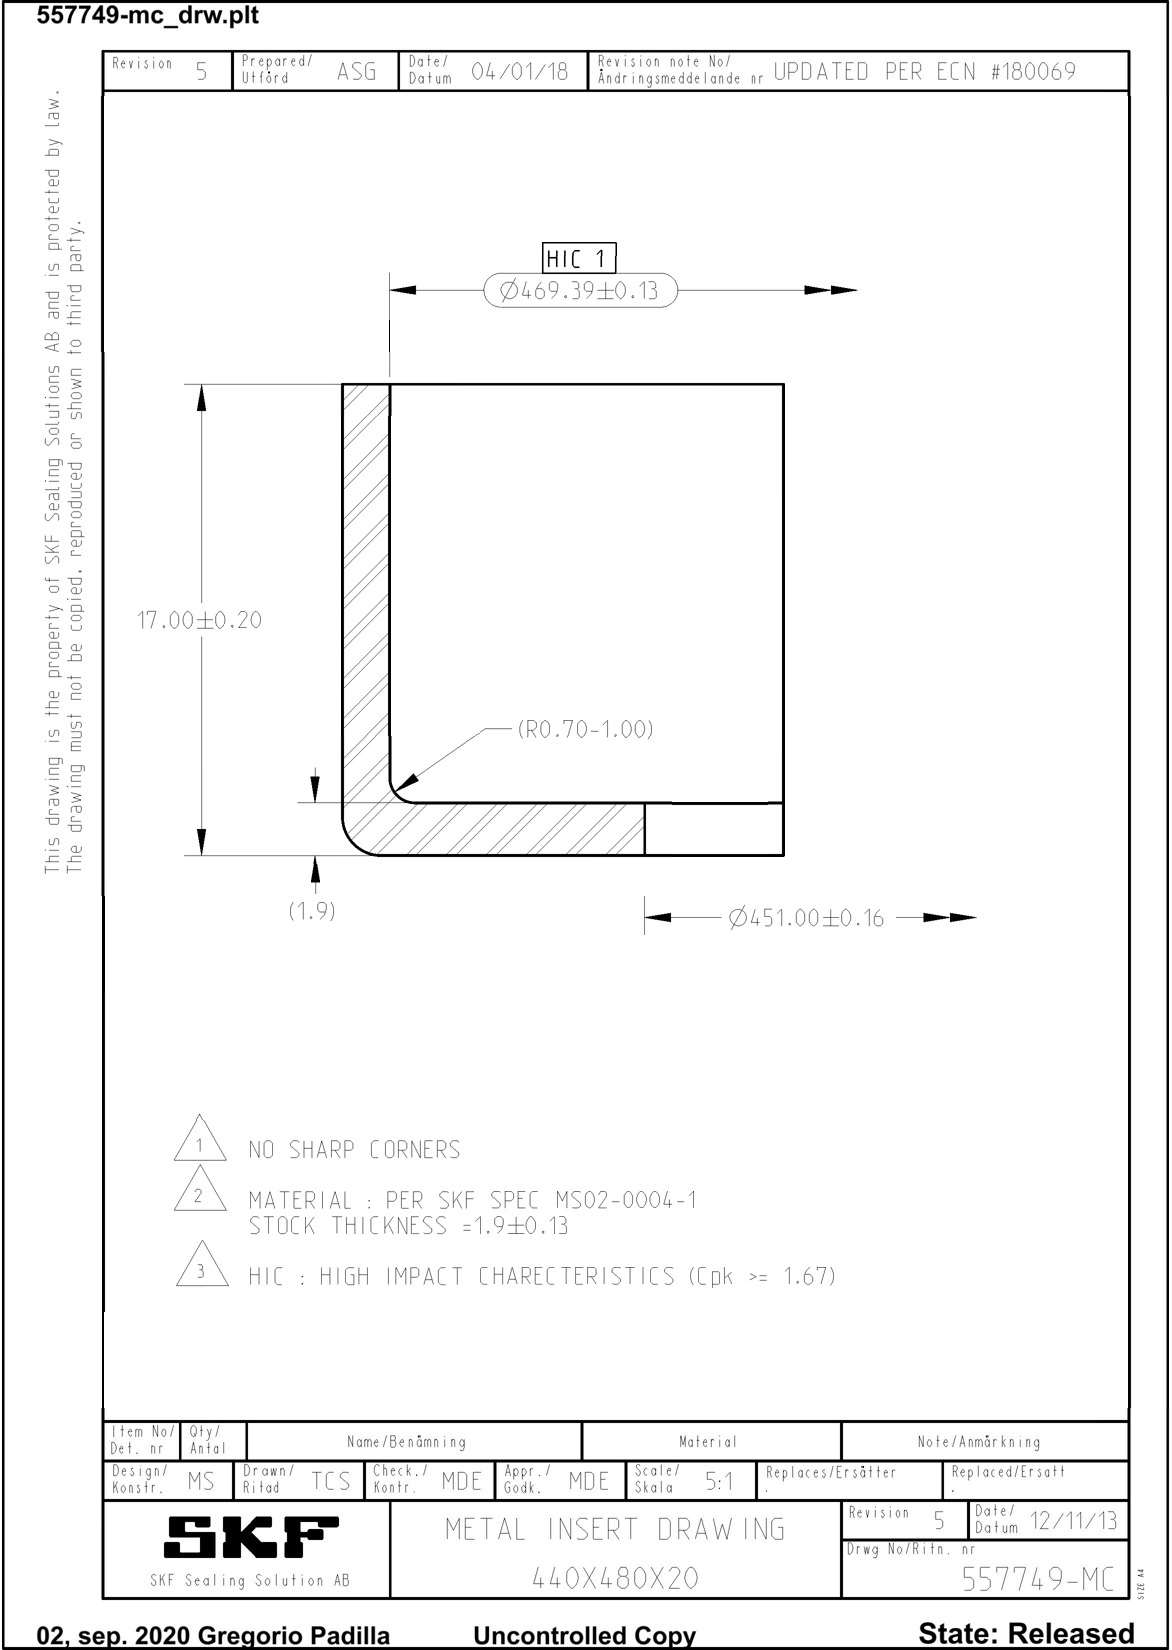 557749-mc_drw.plt
Revision 5 Prepared/ Utförd ASG Date/ Datum 04/01/18 Revision note No/ Ändringsmeddelande nr UPDATED PER ECN #180069
This drawing is the property of SKF Sealing Solutions AB and is protected by law.
The drawing must not be copied, reproduced or shown to third party.
HIC 1
Ø469.39±0.13
17.00±0.20
(R0.70-1.00)
(1.9)
Ø451.00±0.16
1 NO SHARP CORNERS
2 MATERIAL : PER SKF SPEC MS02-0004-1
STOCK THICKNESS =1.9±0.13
3 HIC : HIGH IMPACT CHARECTERISTICS (Cpk >= 1.67)
Item No/ Det. nr Qty/ Antal Name/Benämning Material Note/Anmärkning
Design/ Konstr. MS Drawn/ Ritad TCS Check./ Kontr. MDE Appr./ Godk. MDE Scale/ Skala 5:1 Replaces/Ersätter . Replaced/Ersatt .
SKF
SKF Sealing Solution AB
METAL INSERT DRAWING
440X480X20
Revision 5 Date/ Datum 12/11/13
Drwg No/Ritn. nr
557749-MC
SIZE A4
02, sep. 2020 Gregorio Padilla Uncontrolled Copy State: Released